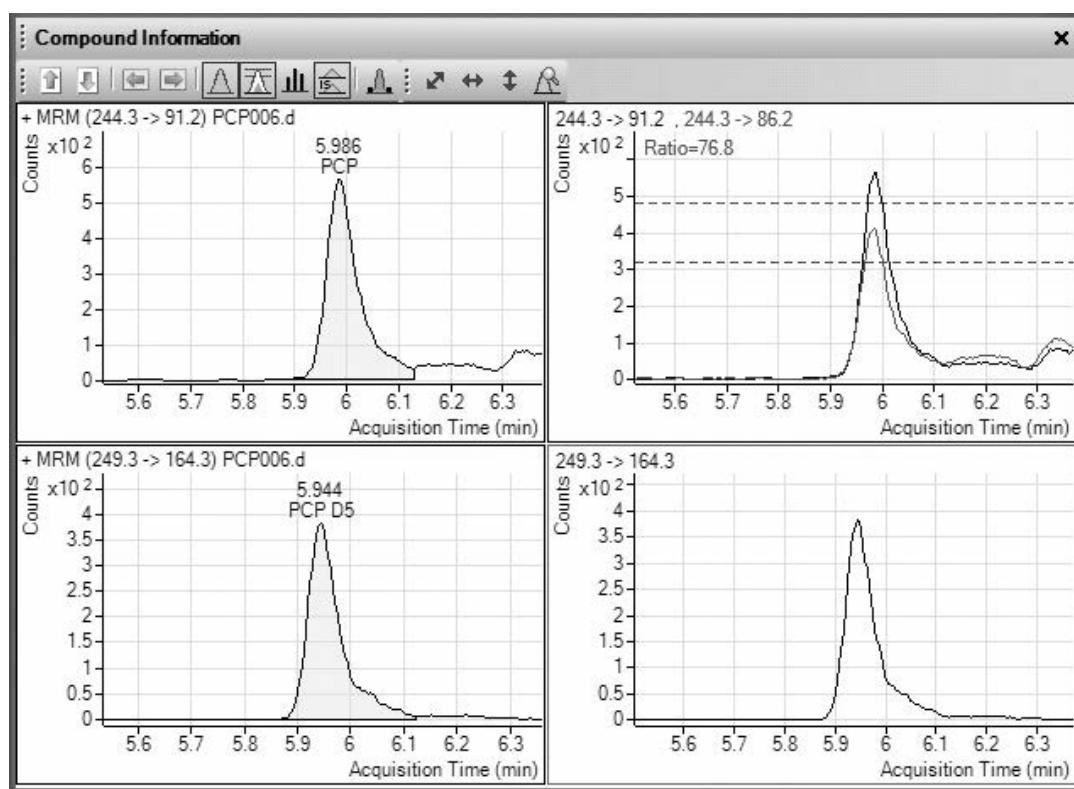 Compound Information
IS
+ MRM (244.3 -> 91.2) PCP006.d
Counts
x10 2
5.986
PCP
6
5
4
3
2
1
0
5.6 5.7 5.8 5.9 6 6.1 6.2 6.3
Acquisition Time (min)
244.3 -> 91.2 , 244.3 -> 86.2
Counts
x10 2
Ratio=76.8
5
4
3
2
1
0
5.6 5.7 5.8 5.9 6 6.1 6.2 6.3
Acquisition Time (min)
+ MRM (249.3 -> 164.3) PCP006.d
Counts
x10 2
5.944
PCP D5
4
3.5
3
2.5
2
1.5
1
0.5
0
5.6 5.7 5.8 5.9 6 6.1 6.2 6.3
Acquisition Time (min)
249.3 -> 164.3
Counts
x10 2
4
3.5
3
2.5
2
1.5
1
0.5
0
5.6 5.7 5.8 5.9 6 6.1 6.2 6.3
Acquisition Time (min)